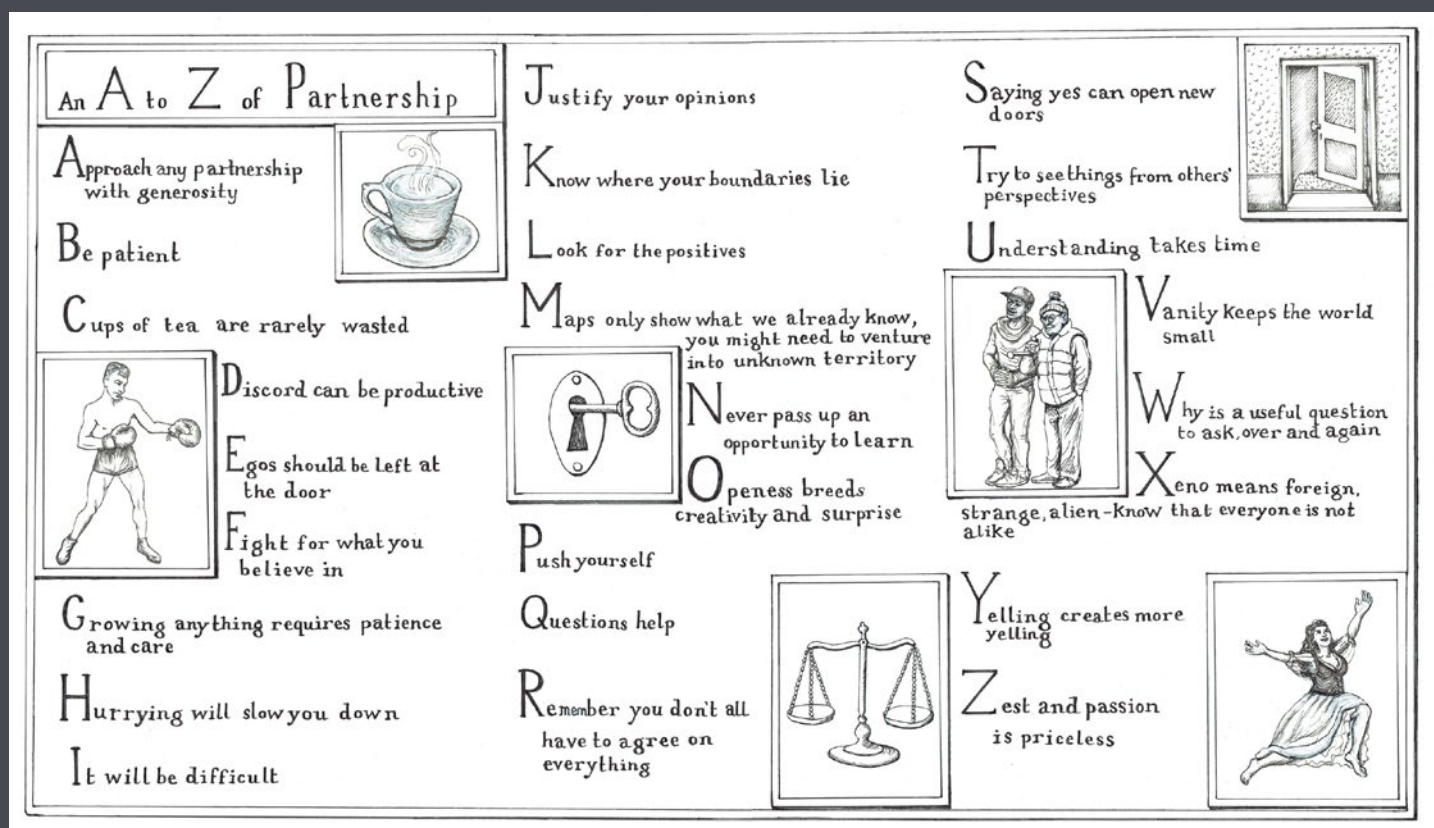 An A to Z of Partnership
Approach any partnership
with generosity
Be patient
Cups of tea are rarely wasted
Discord can be productive
Egos should be left at
the door
Fight for what you
believe in
Growing anything requires patience
and care
Hurrying will slow you down
It will be difficult
Justify your opinions
Know where your boundaries lie
Look for the positives
Maps only show what we already know,
you might need to venture
into unknown territory
Never pass up an
opportunity to learn
Openess breeds
creativity and surprise
Push yourself
Questions help
Remember you don't all
have to agree on
everything
Saying yes can open new
doors
Try to see things from others'
perspectives
Understanding takes time
Vanity keeps the world
small
Why is a useful question
to ask, over and again
Xeno means foreign,
strange, alien - Know that everyone is not
alike
Yelling creates more
yelling
Zest and passion
is priceless